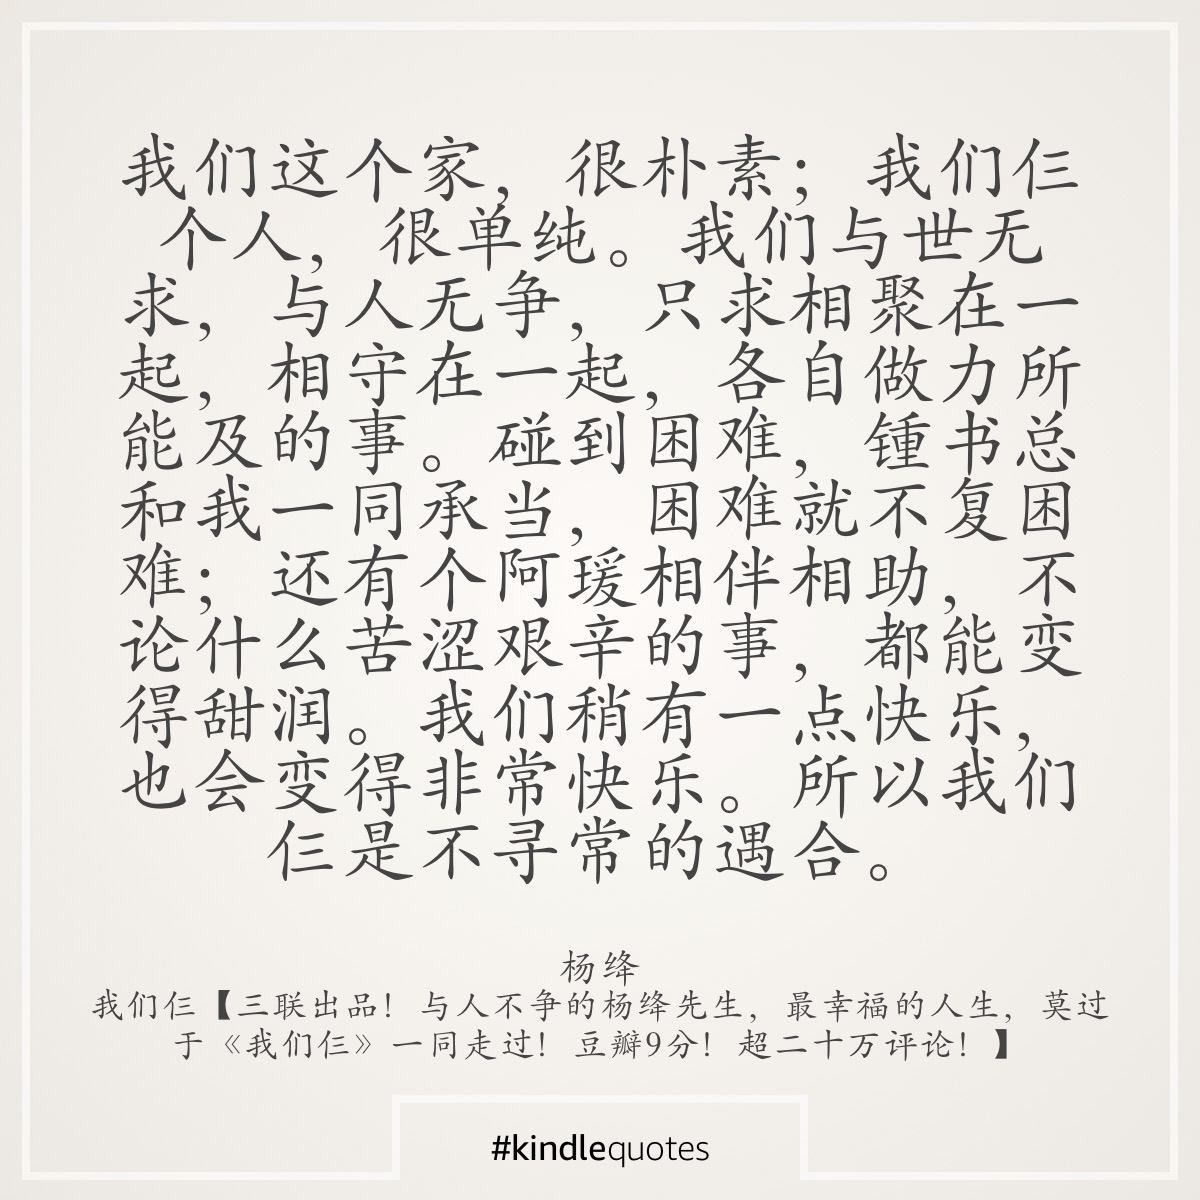 我们这个家，很朴素；我们仨
个人，很单纯。我们与世无
求，与人无争，只求相聚在一
起，相守在一起，各自做力所
能及的事。碰到困难，锺书总
和我一同承当，困难就不复困
难；还有个阿瑗相伴相助，不
论什么苦涩艰辛的事，都能变
得甜润。我们稍有一点快乐，
也会变得非常快乐。所以我们
仨是不寻常的遇合。
杨绛
我们仨【三联出品！与人不争的杨绛先生，最幸福的人生，莫过
于《我们仨》一同走过！豆瓣9分！超二十万评论！】
#kindlequotes